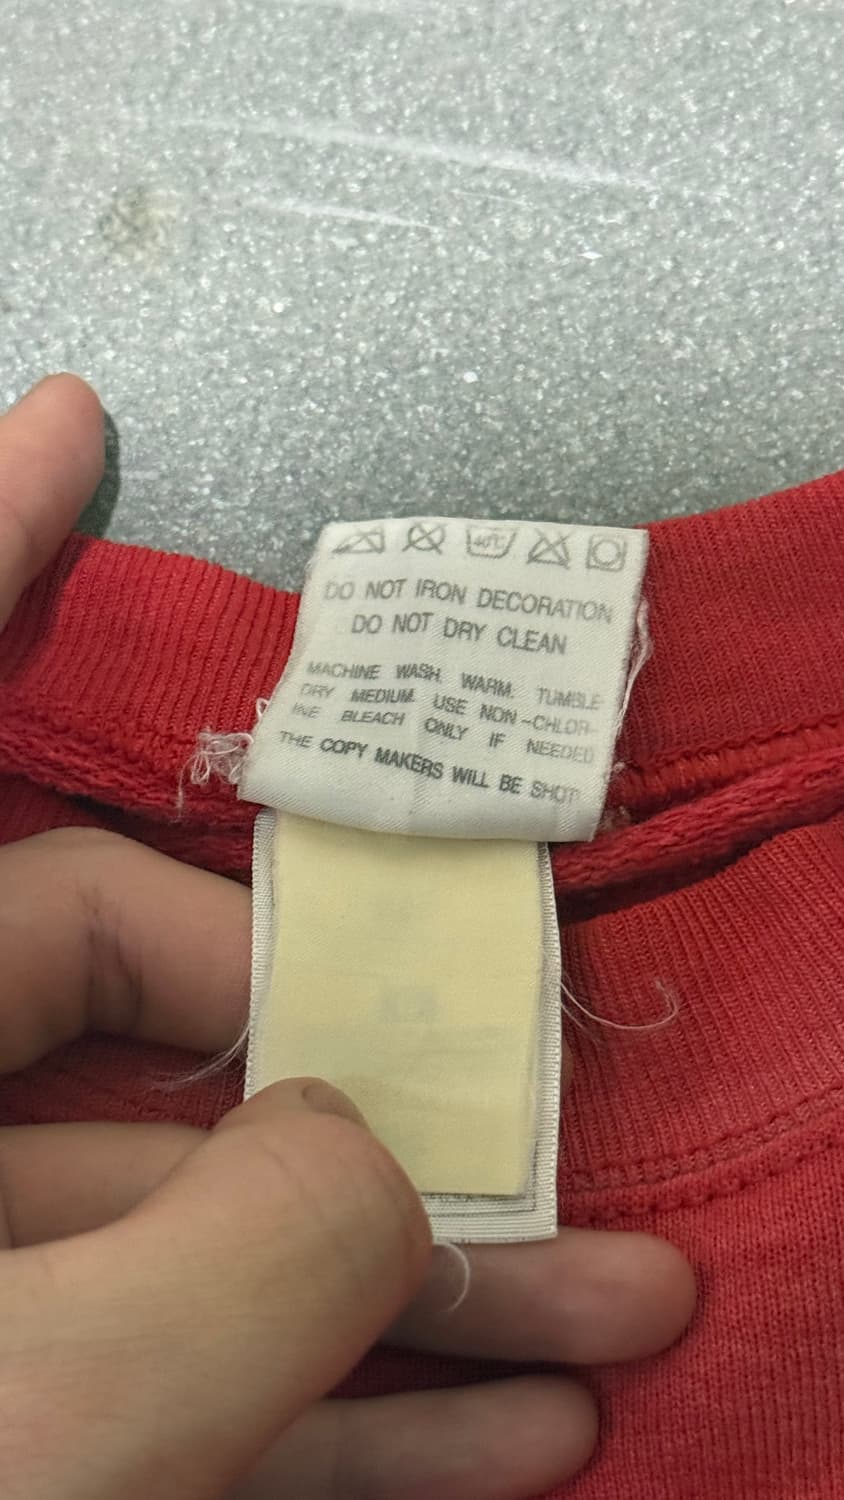 40°C
DO NOT IRON DECORATION
DO NOT DRY CLEAN
MACHINE WASH. WARM. TUMBLE-
DRY MEDIUM. USE NON-CHLOR-
INE BLEACH ONLY IF NEEDED
THE COPY MAKERS WILL BE SHOT